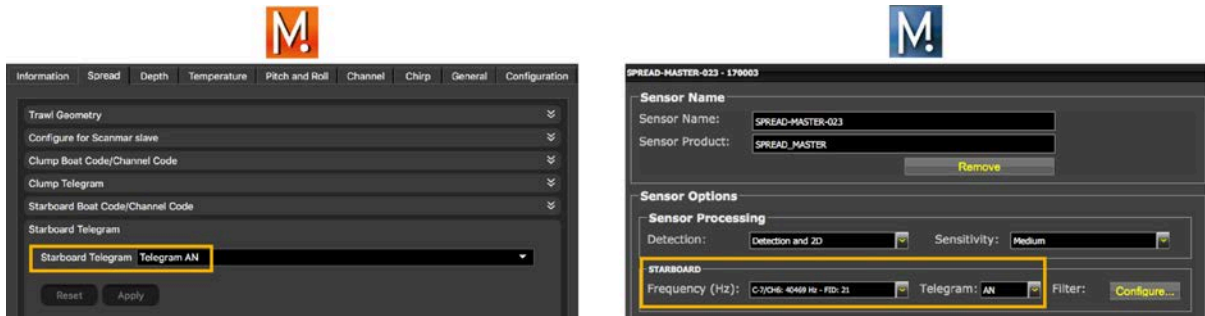 M!
M!
Information Spread Depth Temperature Pitch and Roll Channel Chirp General Configuration
Trawl Geometry
Configure for Scanmar slave
Clump Boat Code/Channel Code
Clump Telegram
Starboard Boat Code/Channel Code
Starboard Telegram
Starboard Telegram Telegram AN
Reset Apply
SPREAD-MASTER-023 - 170003
Sensor Name
Sensor Name: SPREAD-MASTER-023
Sensor Product: SPREAD_MASTER
Remove
Sensor Options
Sensor Processing
Detection: Detection and 2D Sensitivity: Medium
STARBOARD
Frequency (Hz): C-7/CH6: 40469 Hz - FID: 21 Telegram: AN Filter: Configure...